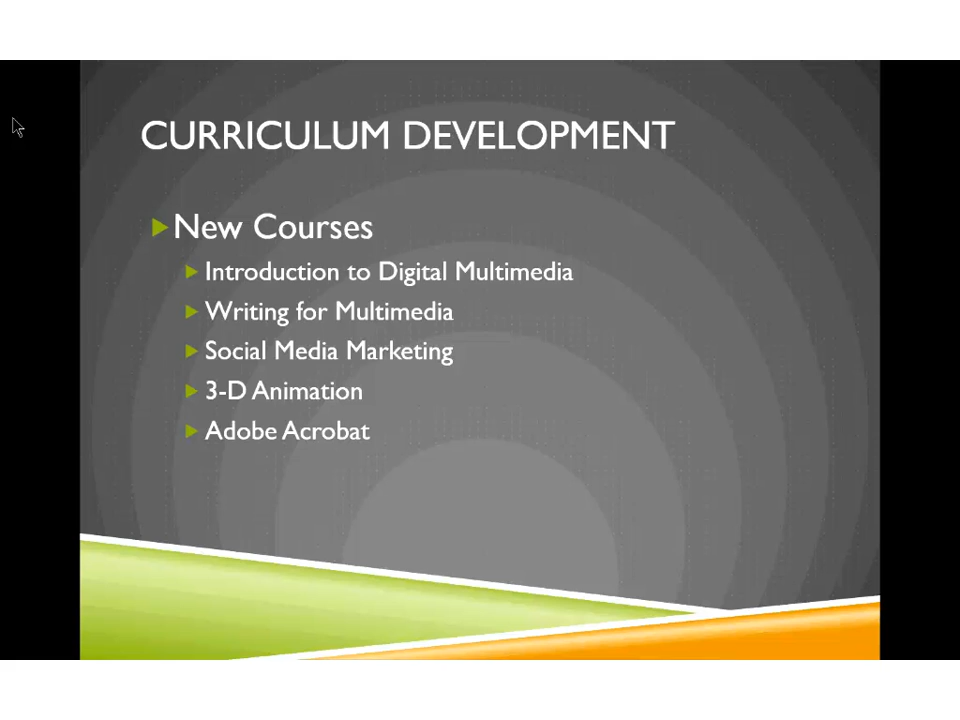 CURRICULUM DEVELOPMENT
New Courses
Introduction to Digital Multimedia
Writing for Multimedia
Social Media Marketing
3-D Animation
Adobe Acrobat